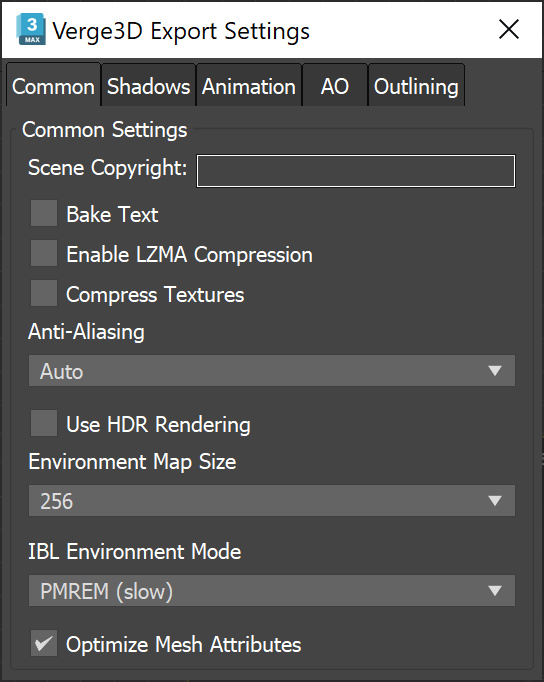 3
MAX
Verge3D Export Settings
Common Shadows Animation AO Outlining
Common Settings
Scene Copyright:
Bake Text
Enable LZMA Compression
Compress Textures
Anti-Aliasing
Auto
Use HDR Rendering
Environment Map Size
256
IBL Environment Mode
PMREM (slow)
Optimize Mesh Attributes